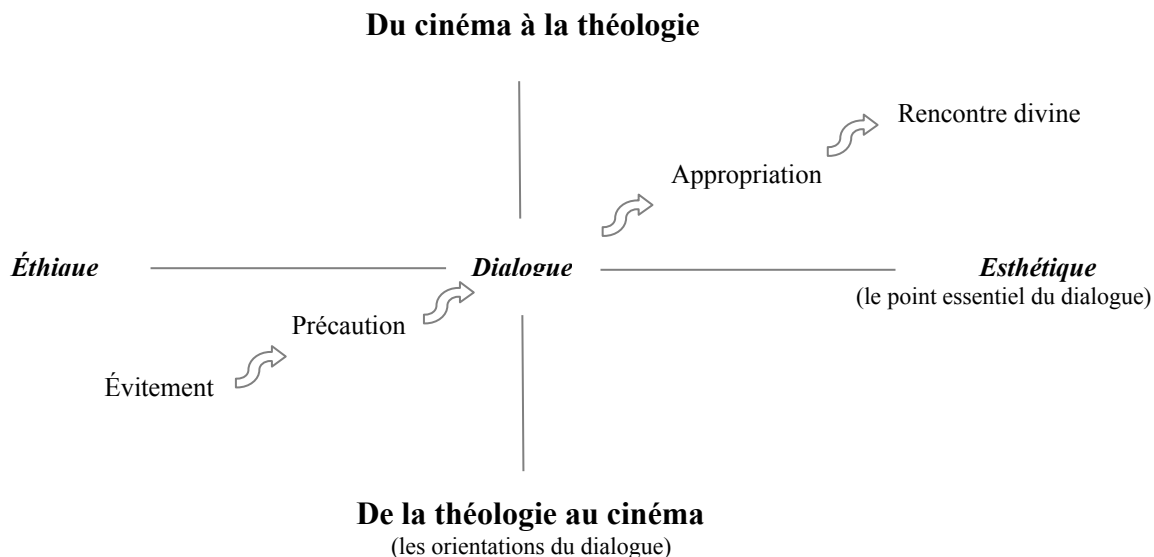 Du cinéma à la théologie
Rencontre divine
Appropriation
Éthique Dialogue Esthétique
(le point essentiel du dialogue)
Précaution
Évitement
De la théologie au cinéma
(les orientations du dialogue)